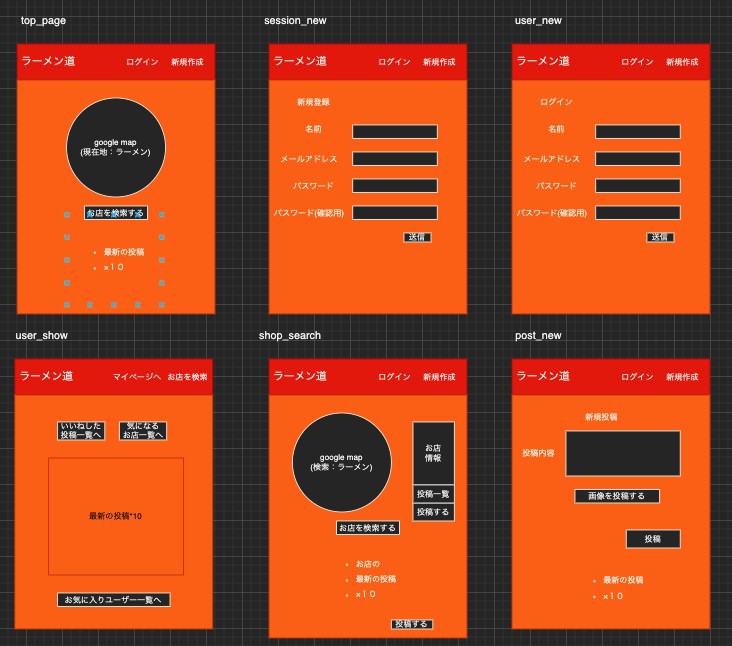 top_page
ラーメン道
ログイン
新規作成
google map
(現在地：ラーメン)
お店を検索する
• 最新の投稿
• ×１０
session_new
ラーメン道
ログイン
新規作成
新規登録
名前
メールアドレス
パスワード
パスワード(確認用)
送信
user_new
ラーメン道
ログイン
新規作成
ログイン
名前
メールアドレス
パスワード
パスワード(確認用)
送信
user_show
ラーメン道
マイページへ
お店を検索
いいねした
投稿一覧へ
気になる
お店一覧へ
最新の投稿*10
お気に入りユーザー一覧へ
shop_search
ラーメン道
ログイン
新規作成
google map
(検索：ラーメン)
お店
情報
投稿一覧
投稿する
お店を検索する
• お店の
• 最新の投稿
• ×１０
投稿する
post_new
ラーメン道
ログイン
新規作成
新規投稿
投稿内容
画像を投稿する
投稿
• 最新の投稿
• ×１０